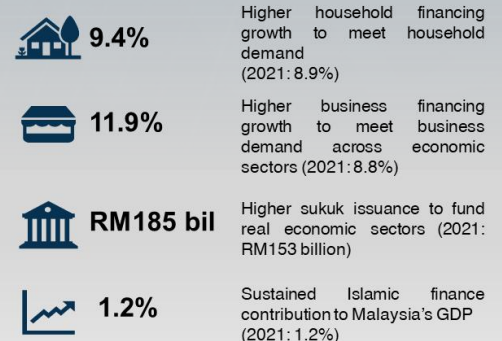 9.4%
Higher household financing
growth to meet household
demand
(2021: 8.9%)
11.9%
Higher business financing
growth to meet business
demand across economic
sectors (2021:8.8%)
RM185 bil
Higher sukuk issuance to fund
real economic sectors (2021:
RM153 billion)
1.2%
Sustained Islamic finance
contribution to Malaysia's GDP
(2021: 1.2%)